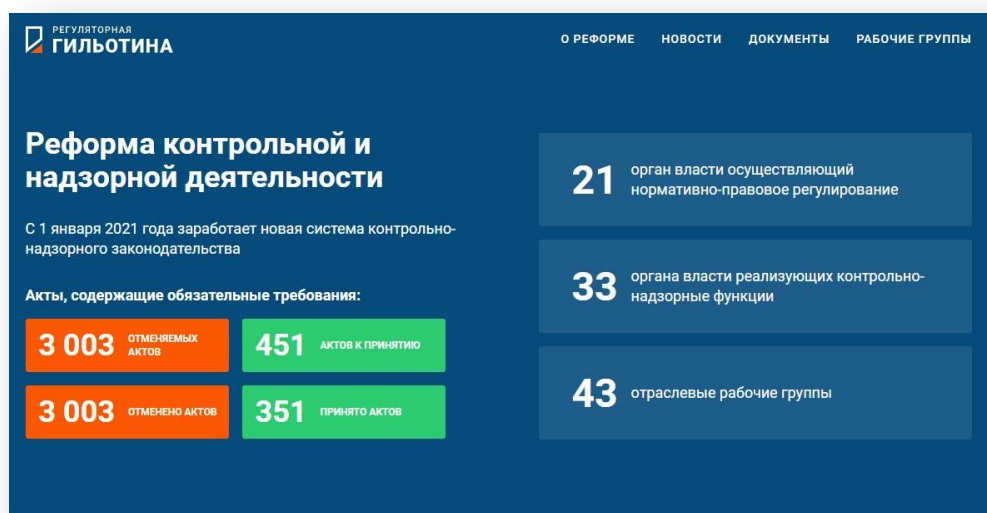 РЕГУЛЯТОРНАЯ
ГИЛЬОТИНА
О РЕФОРМЕ НОВОСТИ ДОКУМЕНТЫ РАБОЧИЕ ГРУППЫ
Реформа контрольной и
надзорной деятельности
С 1 января 2021 года заработает новая система контрольно-
надзорного законодательства
Акты, содержащие обязательные требования:
3 003 ОТМЕНЯЕМЫХ
АКТОВ
451 АКТОВ К ПРИНЯТИЮ
3 003 ОТМЕНЕНО АКТОВ
351 ПРИНЯТО АКТОВ
21 орган власти осуществляющий
нормативно-правовое регулирование
33 органа власти реализующих контрольно-
надзорные функции
43 отраслевые рабочие группы